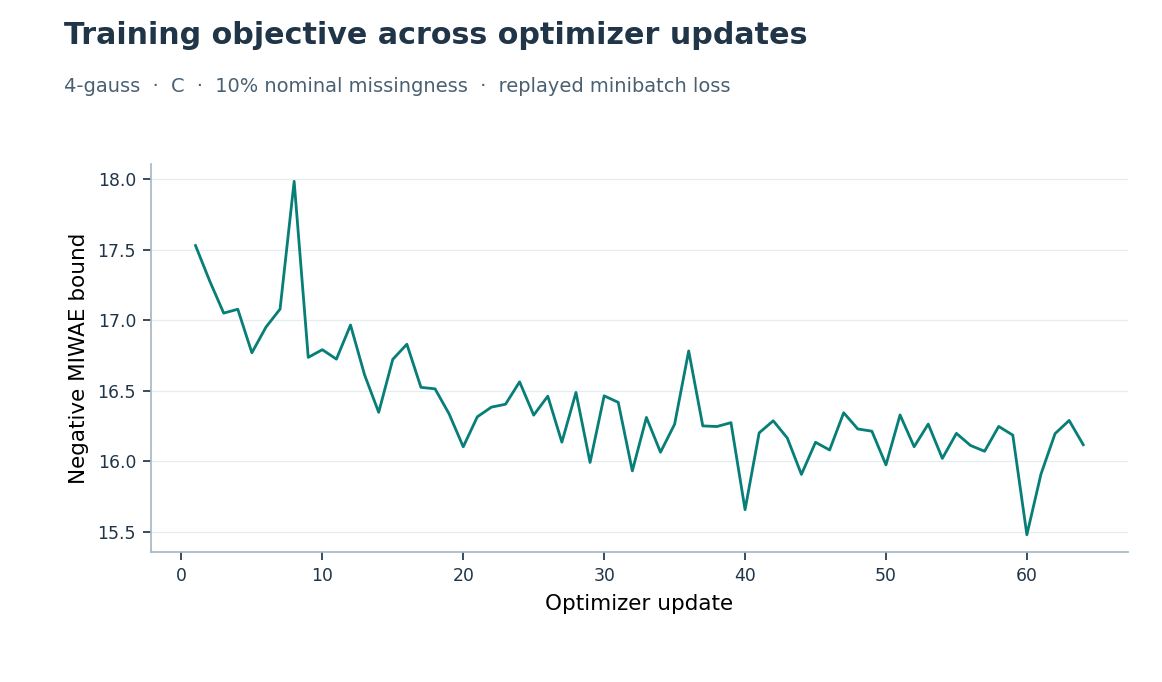 Training objective across optimizer updates
4-gauss · C · 10% nominal missingness · replayed minibatch loss
Negative MIWAE bound
18.0
17.5
17.0
16.5
16.0
15.5
0 10 20 30 40 50 60
Optimizer update